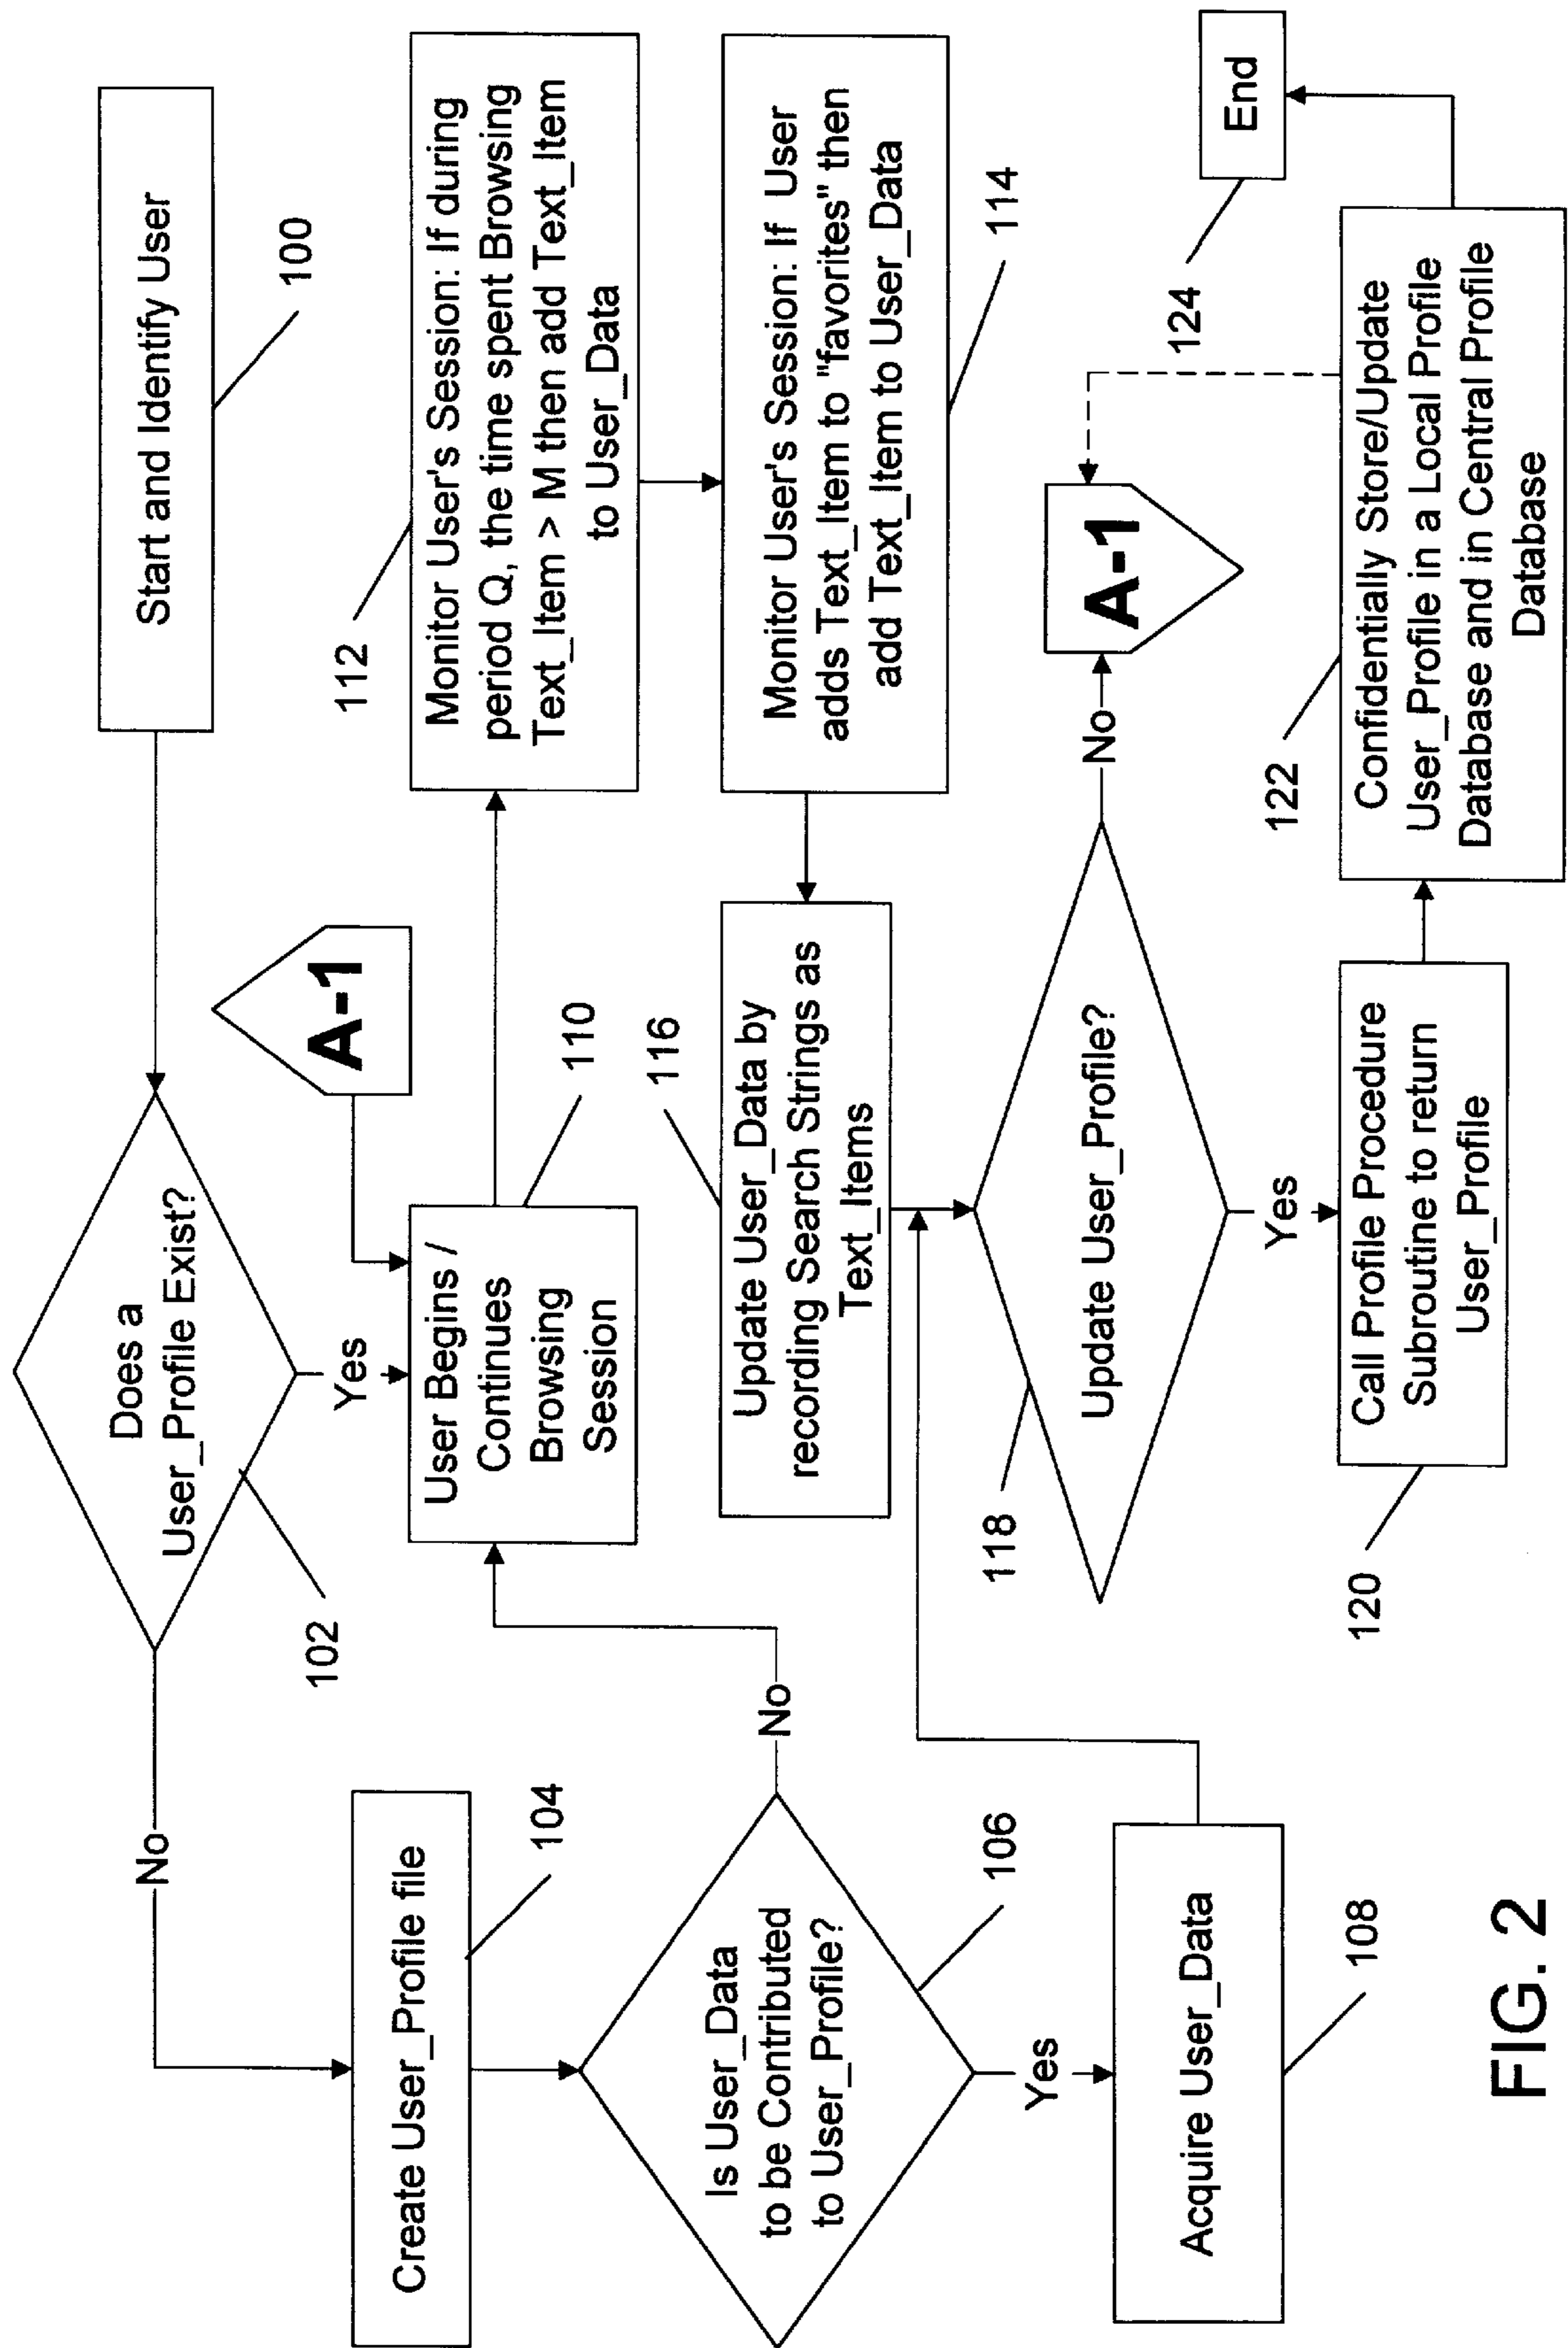 Start and Identify User
100
Does a
User_Profile Exist?
102
No
Yes
Create User_Profile file
104
Is User_Data
to be Contributed
to User_Profile?
106
No
Yes
Acquire User_Data
108
A-1
User Begins /
Continues
Browsing
Session
110
112
Monitor User's Session: If during
period Q, the time spent Browsing
Text_Item > M then add Text_Item
to User_Data
Monitor User's Session: If User
adds Text_Item to "favorites" then
add Text_Item to User_Data
114
116
Update User_Data by
recording Search Strings as
Text_Items
118
Update User_Profile?
No
A-1
Yes
Call Profile Procedure
Subroutine to return
User_Profile
120
122
Confidentially Store/Update
User_Profile in a Local Profile
Database and in Central Profile
Database
124
End
FIG. 2